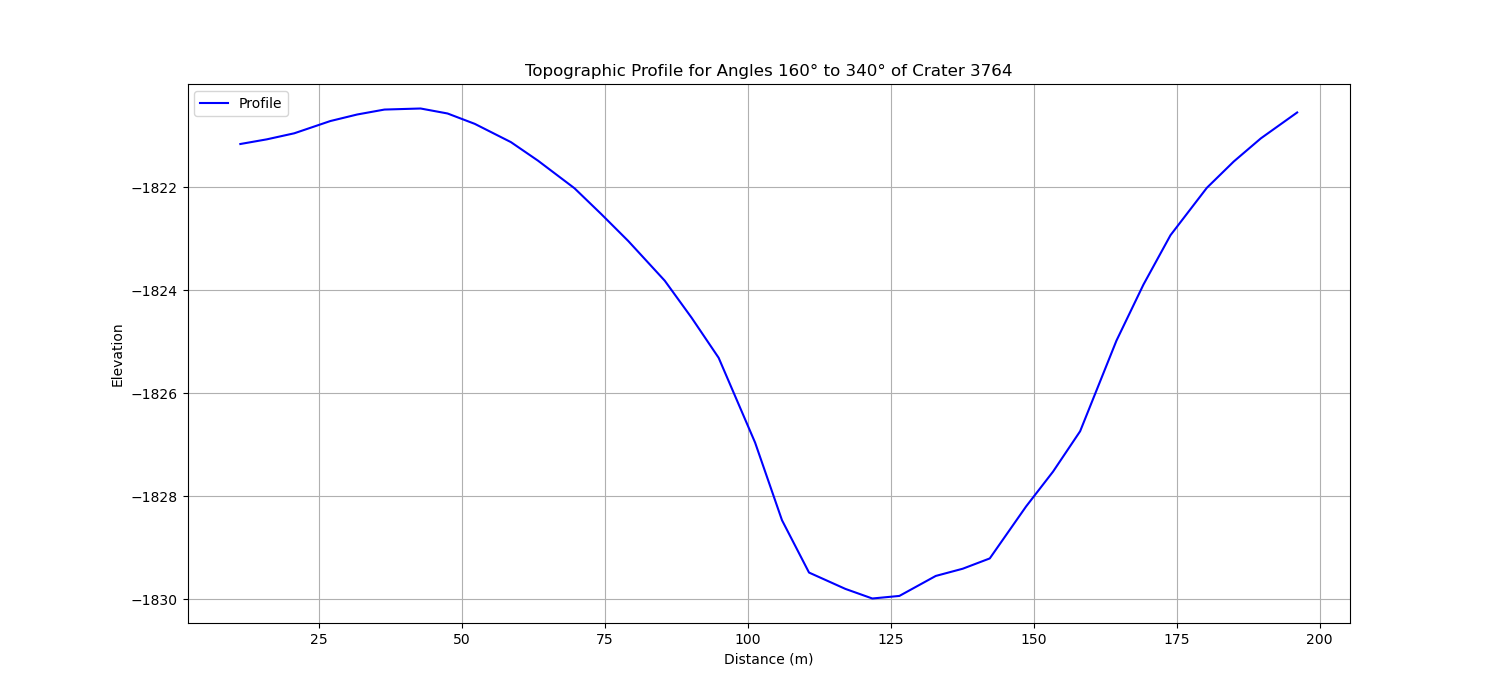 Topographic Profile for Angles 160° to 340° of Crater 3764
Profile
−1822
−1824
−1826
−1828
−1830
Elevation
25 50 75 100 125 150 175 200
Distance (m)